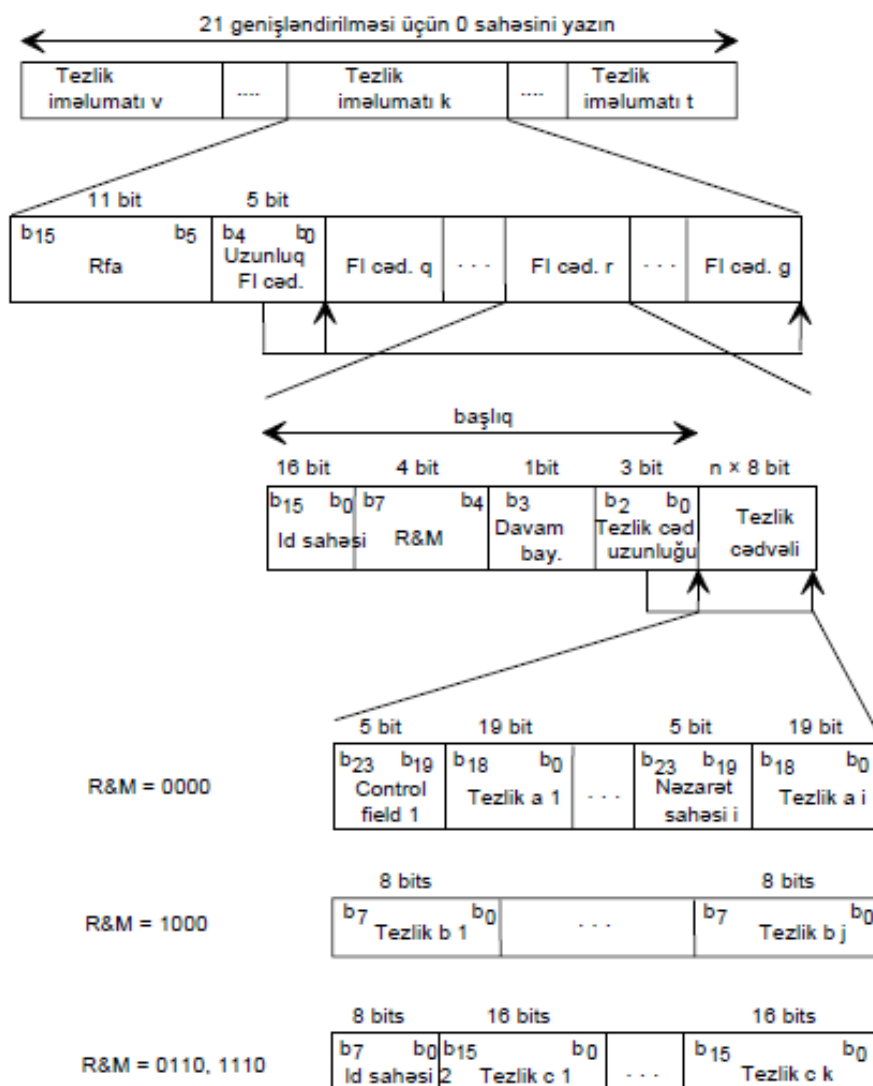 21 genişləndirilməsi üçün 0 sahəsini yazın
Tezlik iməlumatı v .... Tezlik iməlumatı k .... Tezlik iməlumatı t
11 bit 5 bit
b15 b5 b4 b0
Rfa Uzunluq FI cəd. FI cəd. q . . . FI cəd. r . . . FI cəd. g
başlıq
16 bit 4 bit 1bit 3 bit n × 8 bit
b15 b0 b7 b4 b3 b2 b0
Id sahəsi R&M Davam bay. Tezlik cəd uzunluğu Tezlik cədvəli
5 bit 19 bit 5 bit 19 bit
b23 b19 b18 b0 b23 b19 b18 b0
R&M = 0000 Control field 1 Tezlik a 1 . . . Nəzarət sahəsi i Tezlik a i
8 bits 8 bits
b7 b0 b7 b0
R&M = 1000 Tezlik b 1 . . . Tezlik b j
8 bits 16 bits 16 bits
b7 b0 b15 b0 b15 b0
R&M = 0110, 1110 Id sahəsi 2 Tezlik c 1 . . . Tezlik c k